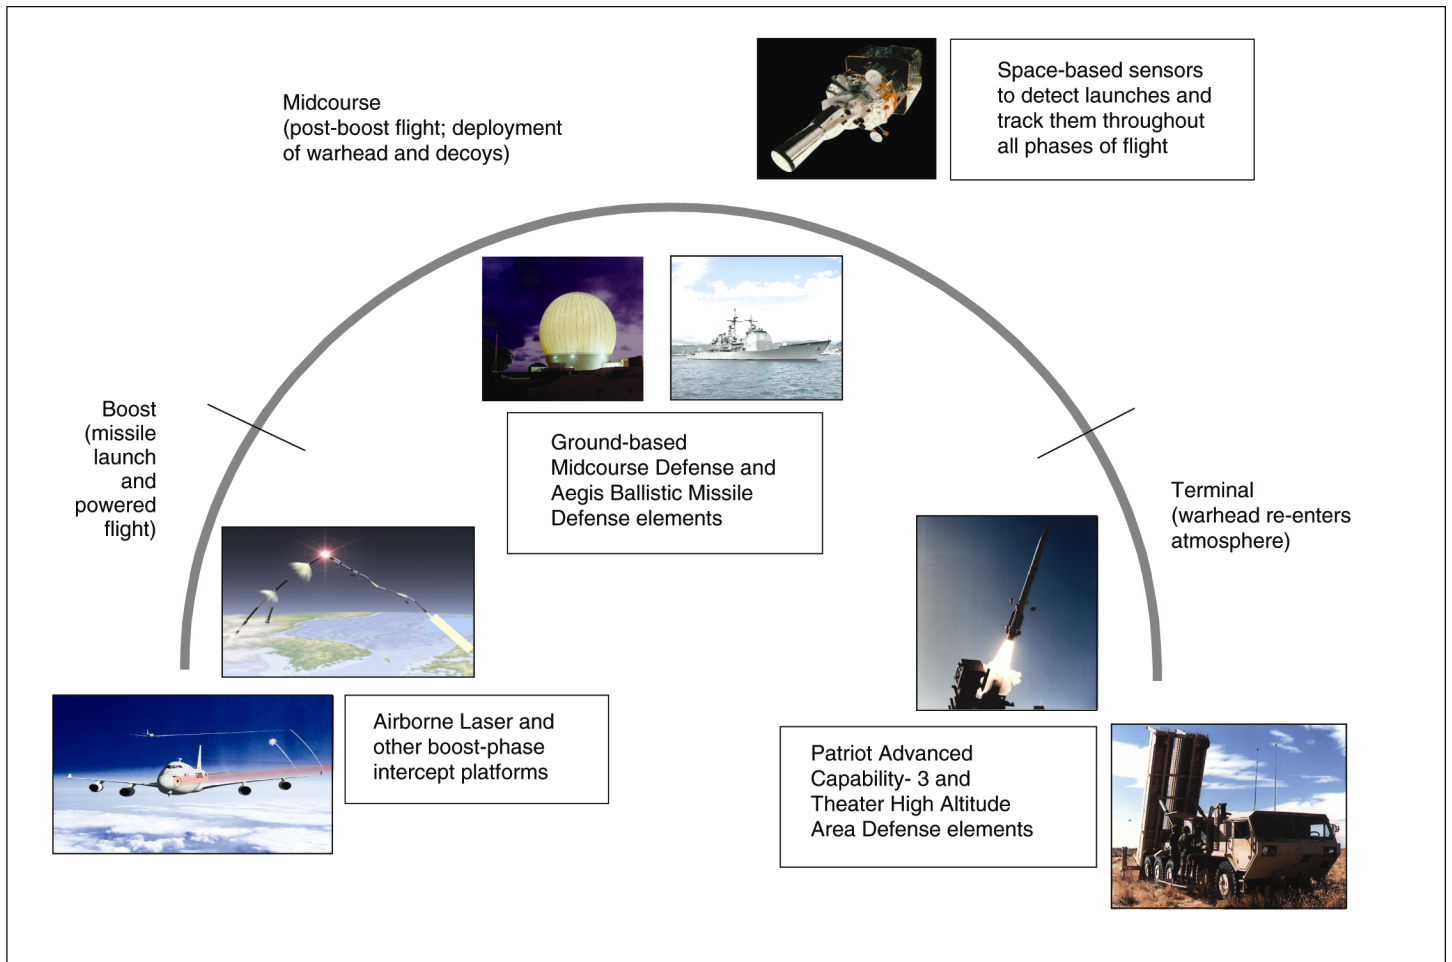 Space-based sensors
to detect launches and
track them throughout
all phases of flight
Midcourse
(post-boost flight; deployment
of warhead and decoys)
Boost
(missile
launch
and
powered
flight)
Ground-based
Midcourse Defense and
Aegis Ballistic Missile
Defense elements
Terminal
(warhead re-enters
atmosphere)
Airborne Laser and
other boost-phase
intercept platforms
Patriot Advanced
Capability- 3 and
Theater High Altitude
Area Defense elements